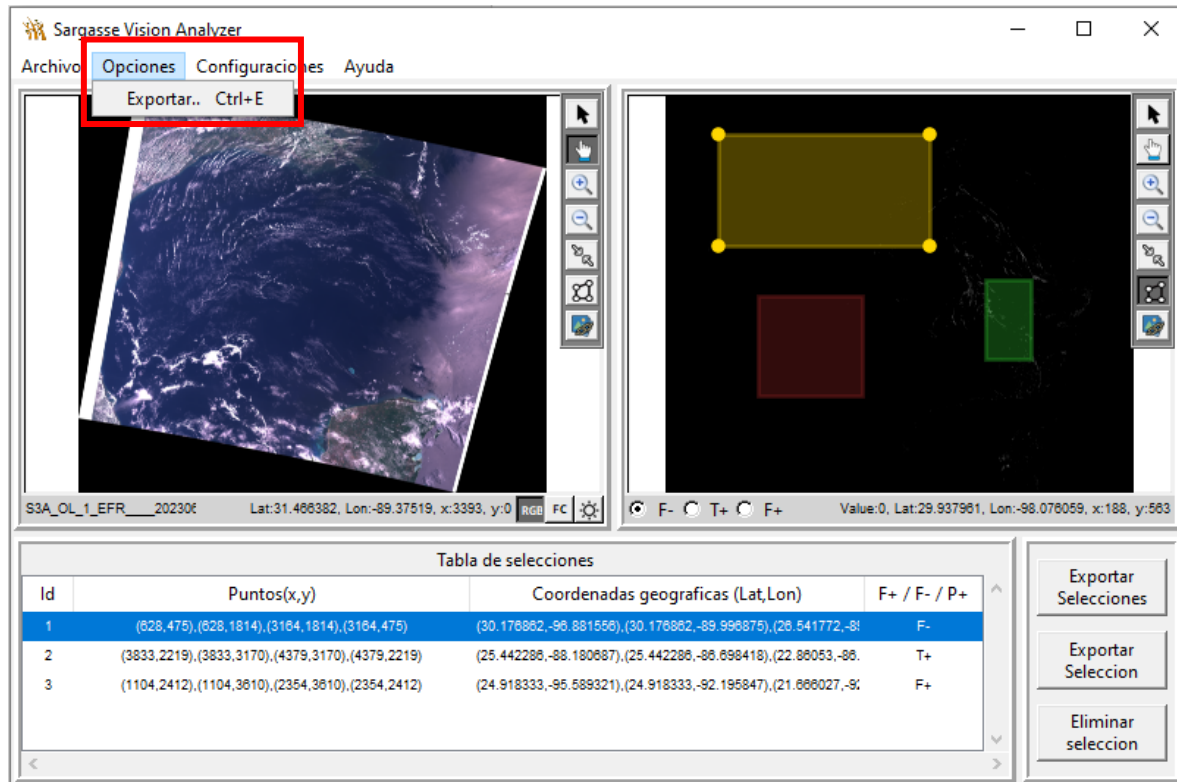 Sargasse Vision Analyzer
Archivo Opciones Configuraciones Ayuda
Exportar.. Ctrl+E
S3A_OL_1_EFR____202306 Lat:31.466382, Lon:-89.37519, x:3393, y:0 RGB FC
F- T+ F+ Value:0, Lat:29.937961, Lon:-98.076059, x:188, y:563
Tabla de selecciones
Id Puntos(x,y) Coordenadas geograficas (Lat,Lon) F+ / F- / P+
1 (628,475),(628,1814),(3164,1814),(3164,475) (30.176862,-96.881556),(30.176862,-89.996875),(26.541772,-89 F-
2 (3833,2219),(3833,3170),(4379,3170),(4379,2219) (25.442286,-88.180687),(25.442286,-86.698418),(22.86053,-86. T+
3 (1104,2412),(1104,3610),(2354,3610),(2354,2412) (24.918333,-95.589321),(24.918333,-92.195847),(21.666027,-92 F+
Exportar
Selecciones
Exportar
Seleccion
Eliminar
seleccion